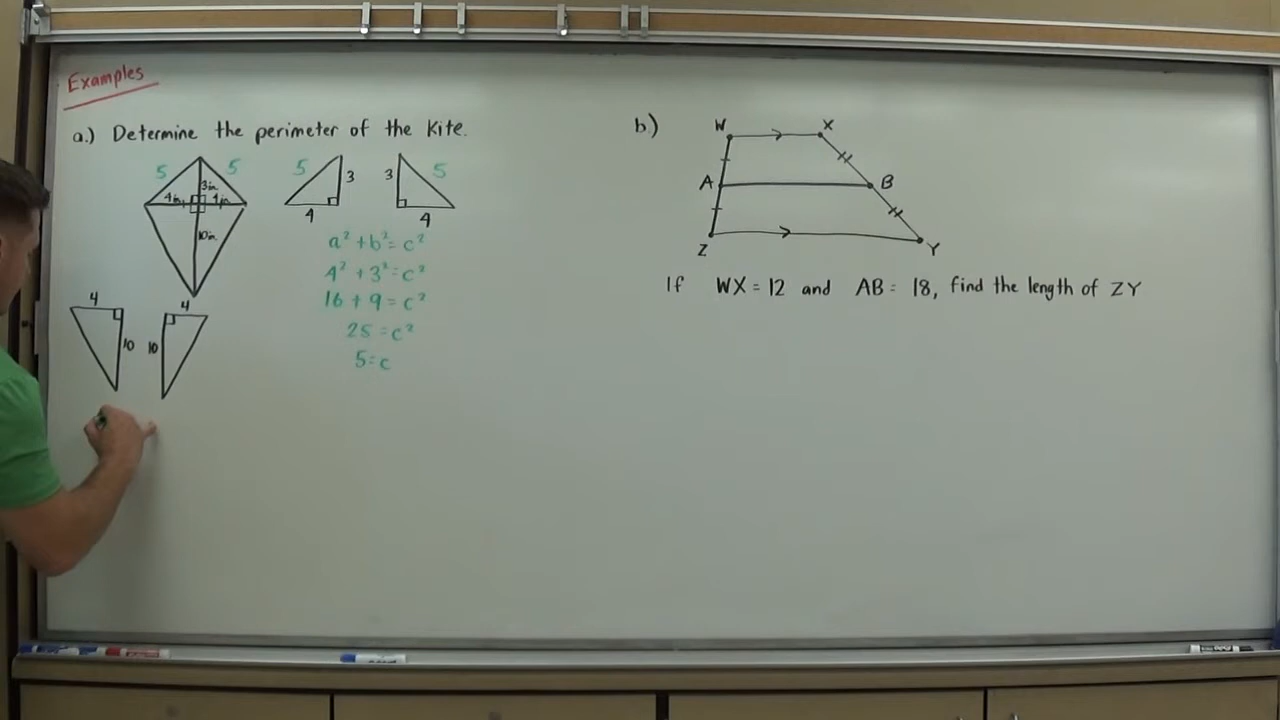 Examples
a.) Determine the perimeter of the Kite.
5 5
3in
4in 4in
10in
5 3
4
3 5
4
a² + b² = c²
4² + 3² = c²
16 + 9 = c²
25 = c²
5 = c
4 4
10 10
b)
W X
A B
Z Y
If WX = 12 and AB = 18, find the length of ZY